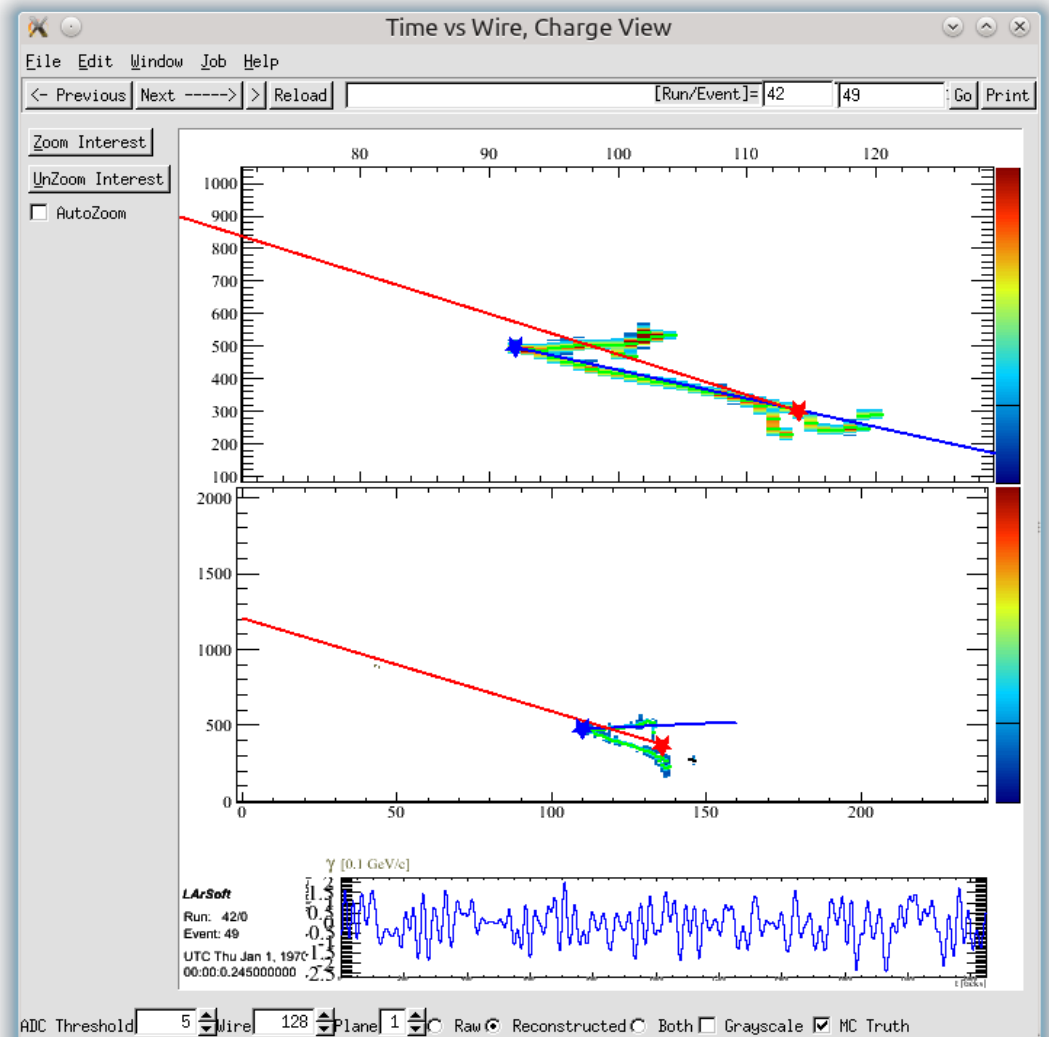 Time vs Wire, Charge View
File Edit Window Job Help
<- Previous Next -----> > Reload [Run/Event]= 42 49 Go Print
Zoom Interest
UnZoom Interest
AutoZoom
80 90 100 110 120
1000
900
800
700
600
500
400
300
200
100
2000
1500
1000
500
0
0 50 100 150 200
γ [0.1 GeV/c]
LArSoft
Run: 42/0
Event: 49
UTC Thu Jan 1, 1970
00:00:0.245000000
ADC Threshold 5 Wire 128 Plane 1 Raw Reconstructed Both Grayscale MC Truth